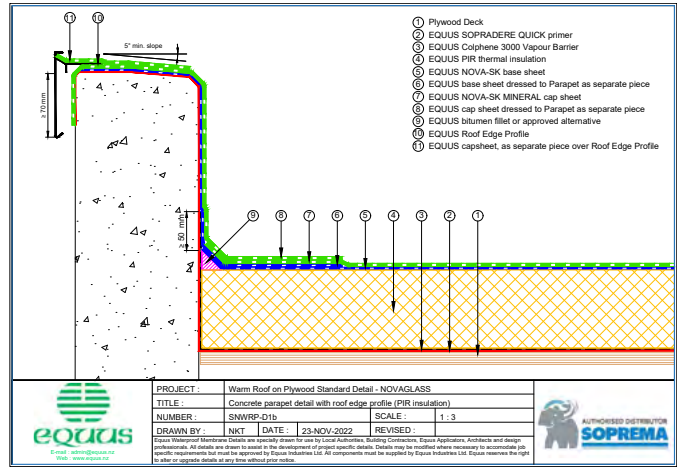 11 10
5° min. slope
≥ 70 mm
≥ 50 mm
9 8 7 6 5 4 3 2 1
1 Plywood Deck
2 EQUUS SOPRADERE QUICK primer
3 EQUUS Colphene 3000 Vapour Barrier
4 EQUUS PIR thermal insulation
5 EQUUS NOVA-SK base sheet
6 EQUUS base sheet dressed to Parapet as separate piece
7 EQUUS NOVA-SK MINERAL cap sheet
8 EQUUS cap sheet dressed to Parapet as separate piece
9 EQUUS bitumen fillet or approved alternative
10 EQUUS Roof Edge Profile
11 EQUUS capsheet, as separate piece over Roof Edge Profile
equus
E-mail : admin@equus.nz
Web : www.equus.nz
PROJECT : Warm Roof on Plywood Standard Detail - NOVAGLASS
TITLE : Concrete parapet detail with roof edge profile (PIR insulation)
NUMBER : SNWRP-D1b SCALE : 1 : 3
DRAWN BY : NKT DATE : 23-NOV-2022 REVISED :
Equus Waterproof Membrane Details are specially drawn for use by Local Authorities, Building Contractors, Equus Applicators, Architects and design
professionals. All details are drawn to assist in the development of project specific details. Details may be modified where necessary to accomodate job
specific requirements but must be approved by Equus Industries Ltd. All components must be supplied by Equus Industries Ltd. Equus reserves the right
to alter or upgrade details at any time without prior notice.
AUTHORISED DISTRIBUTOR
SOPREMA